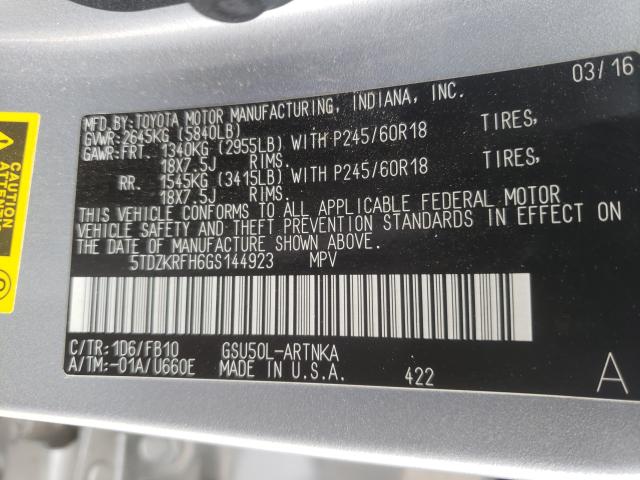 03/16
MFD.BY:TOYOTA MOTOR MANUFACTURING, INDIANA, INC.
GVWR:2645KG (5840LB)
GAWR:FRT. 1340KG (2955LB) WITH P245/60R18 TIRES,
18X7.5J RIMS.
RR. 1545KG (3415LB) WITH P245/60R18 TIRES,
18X7.5J RIMS.
THIS VEHICLE CONFORMS TO ALL APPLICABLE FEDERAL MOTOR
VEHICLE SAFETY AND THEFT PREVENTION STANDARDS IN EFFECT ON
THE DATE OF MANUFACTURE SHOWN ABOVE.
5TDZKRFH6GS144923 MPV
C/TR:1D6/FB10 GSU50L-ARTNKA
A/TM:-01A/U660E MADE IN U.S.A. 422 A
CAUTION